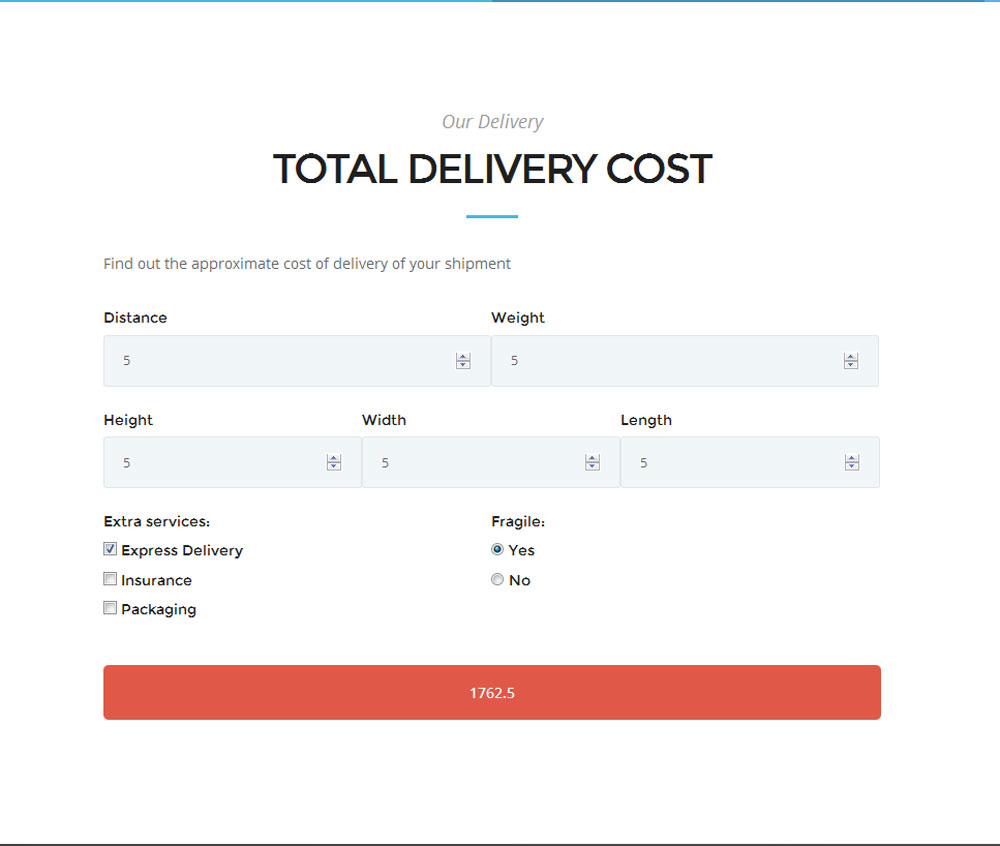 Our Delivery
TOTAL DELIVERY COST
Find out the approximate cost of delivery of your shipment
Distance Weight
5 5
Height Width Length
5 5 5
Extra services: Fragile:
Express Delivery Yes
Insurance No
Packaging
1762.5